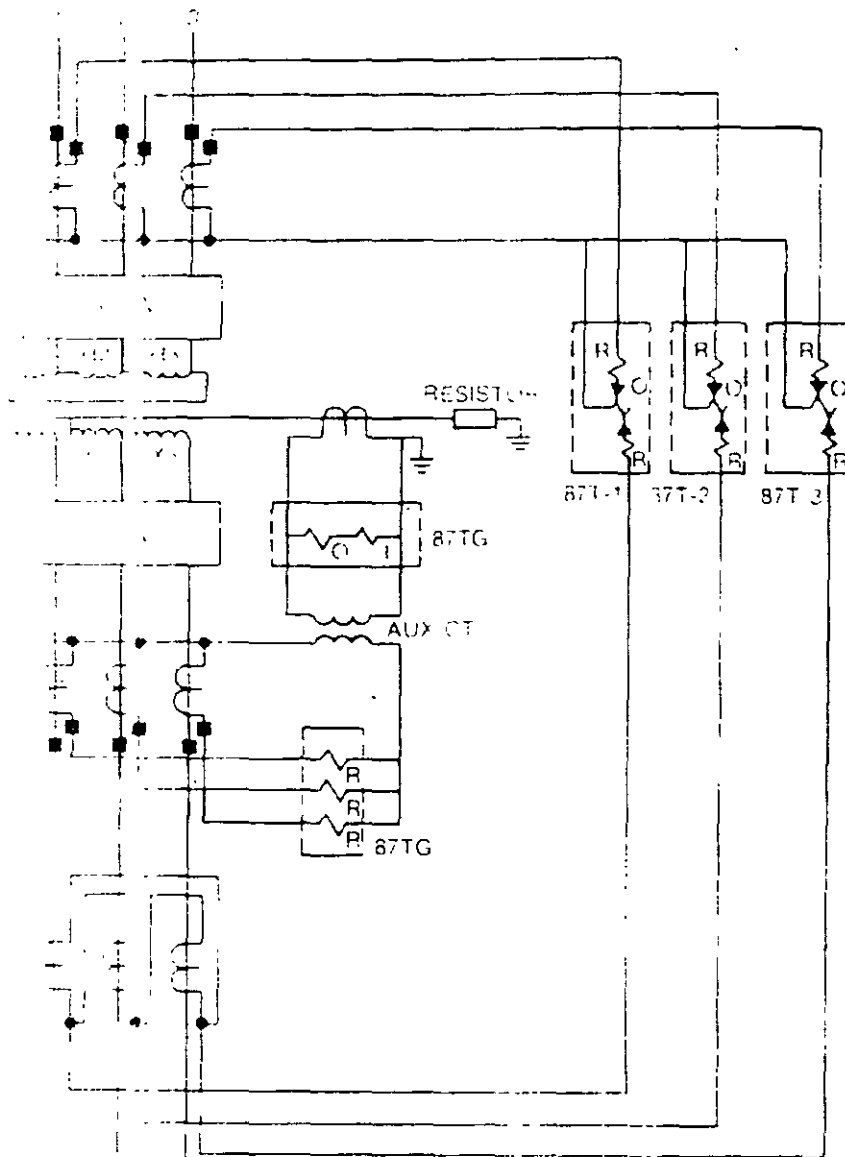 R R R
O O O
RESISTOR
R R R
87T-1 87T-2 87T-3
87TG
O
AUX CT
R
R
R
87TG